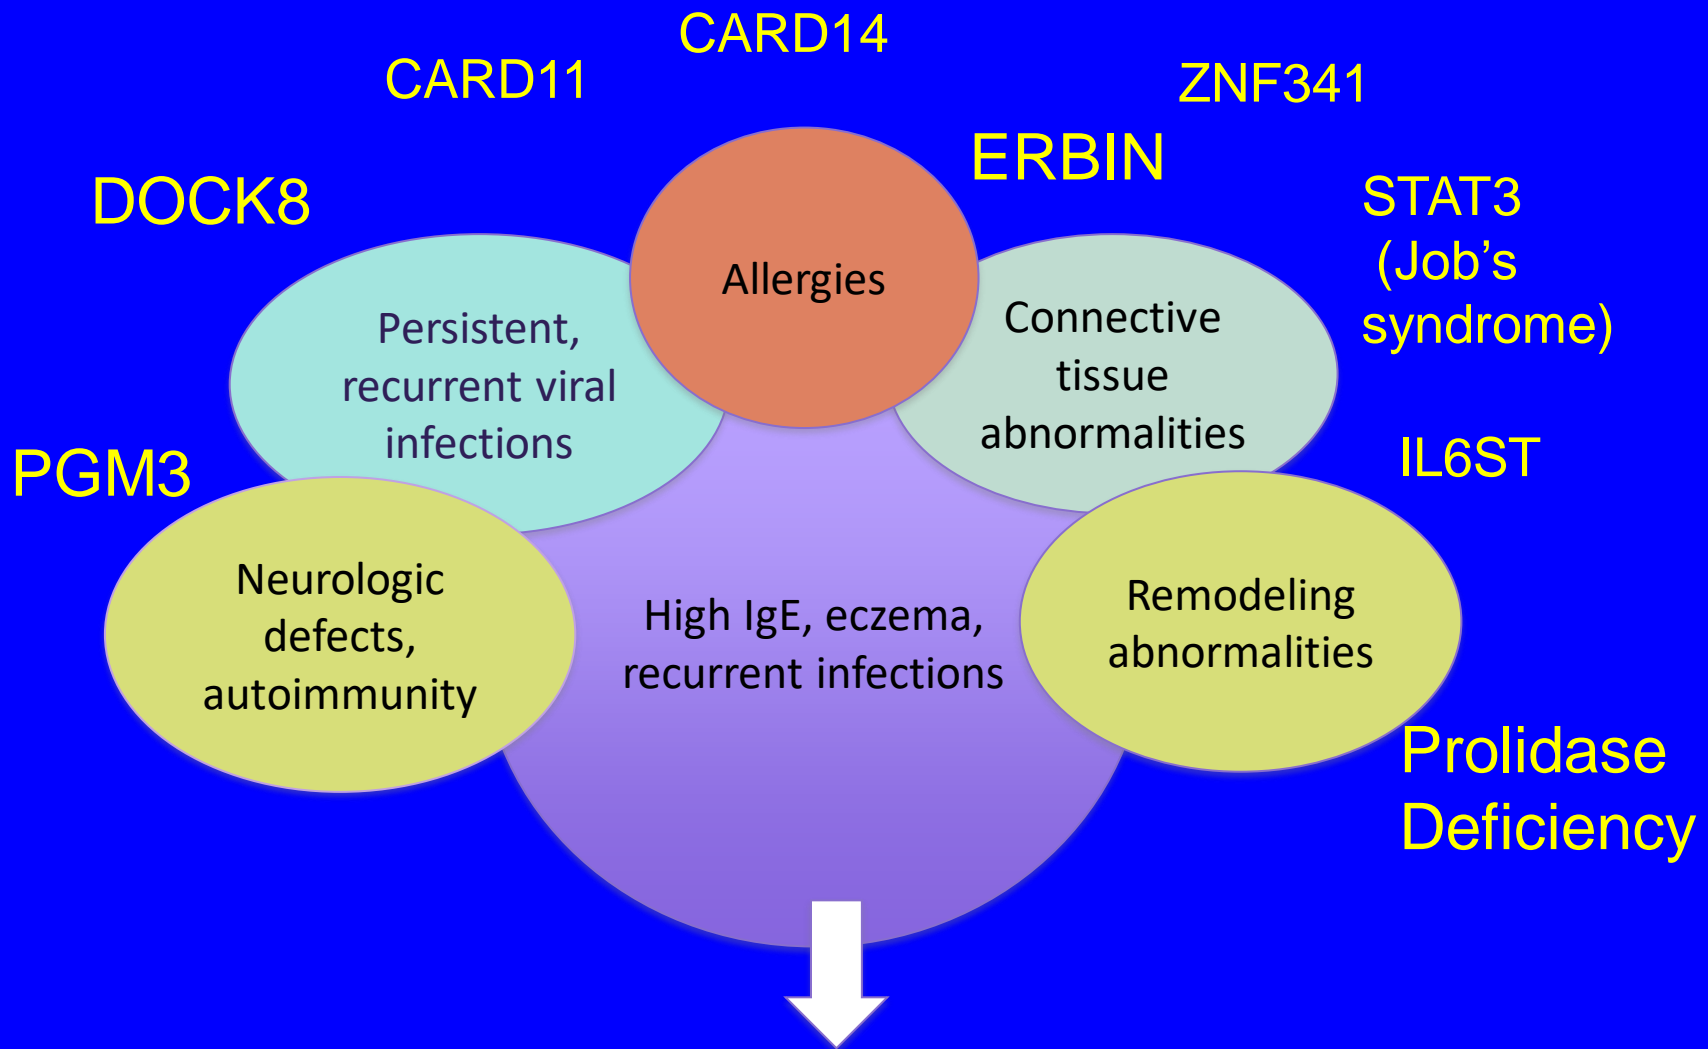 CARD14
CARD11
ZNF341
ERBIN
DOCK8
STAT3
(Job’s
syndrome)
Allergies
Persistent,
recurrent viral
infections
Connective
tissue
abnormalities
PGM3
IL6ST
Neurologic
defects,
autoimmunity
High IgE, eczema,
recurrent infections
Remodeling
abnormalities
Prolidase
Deficiency